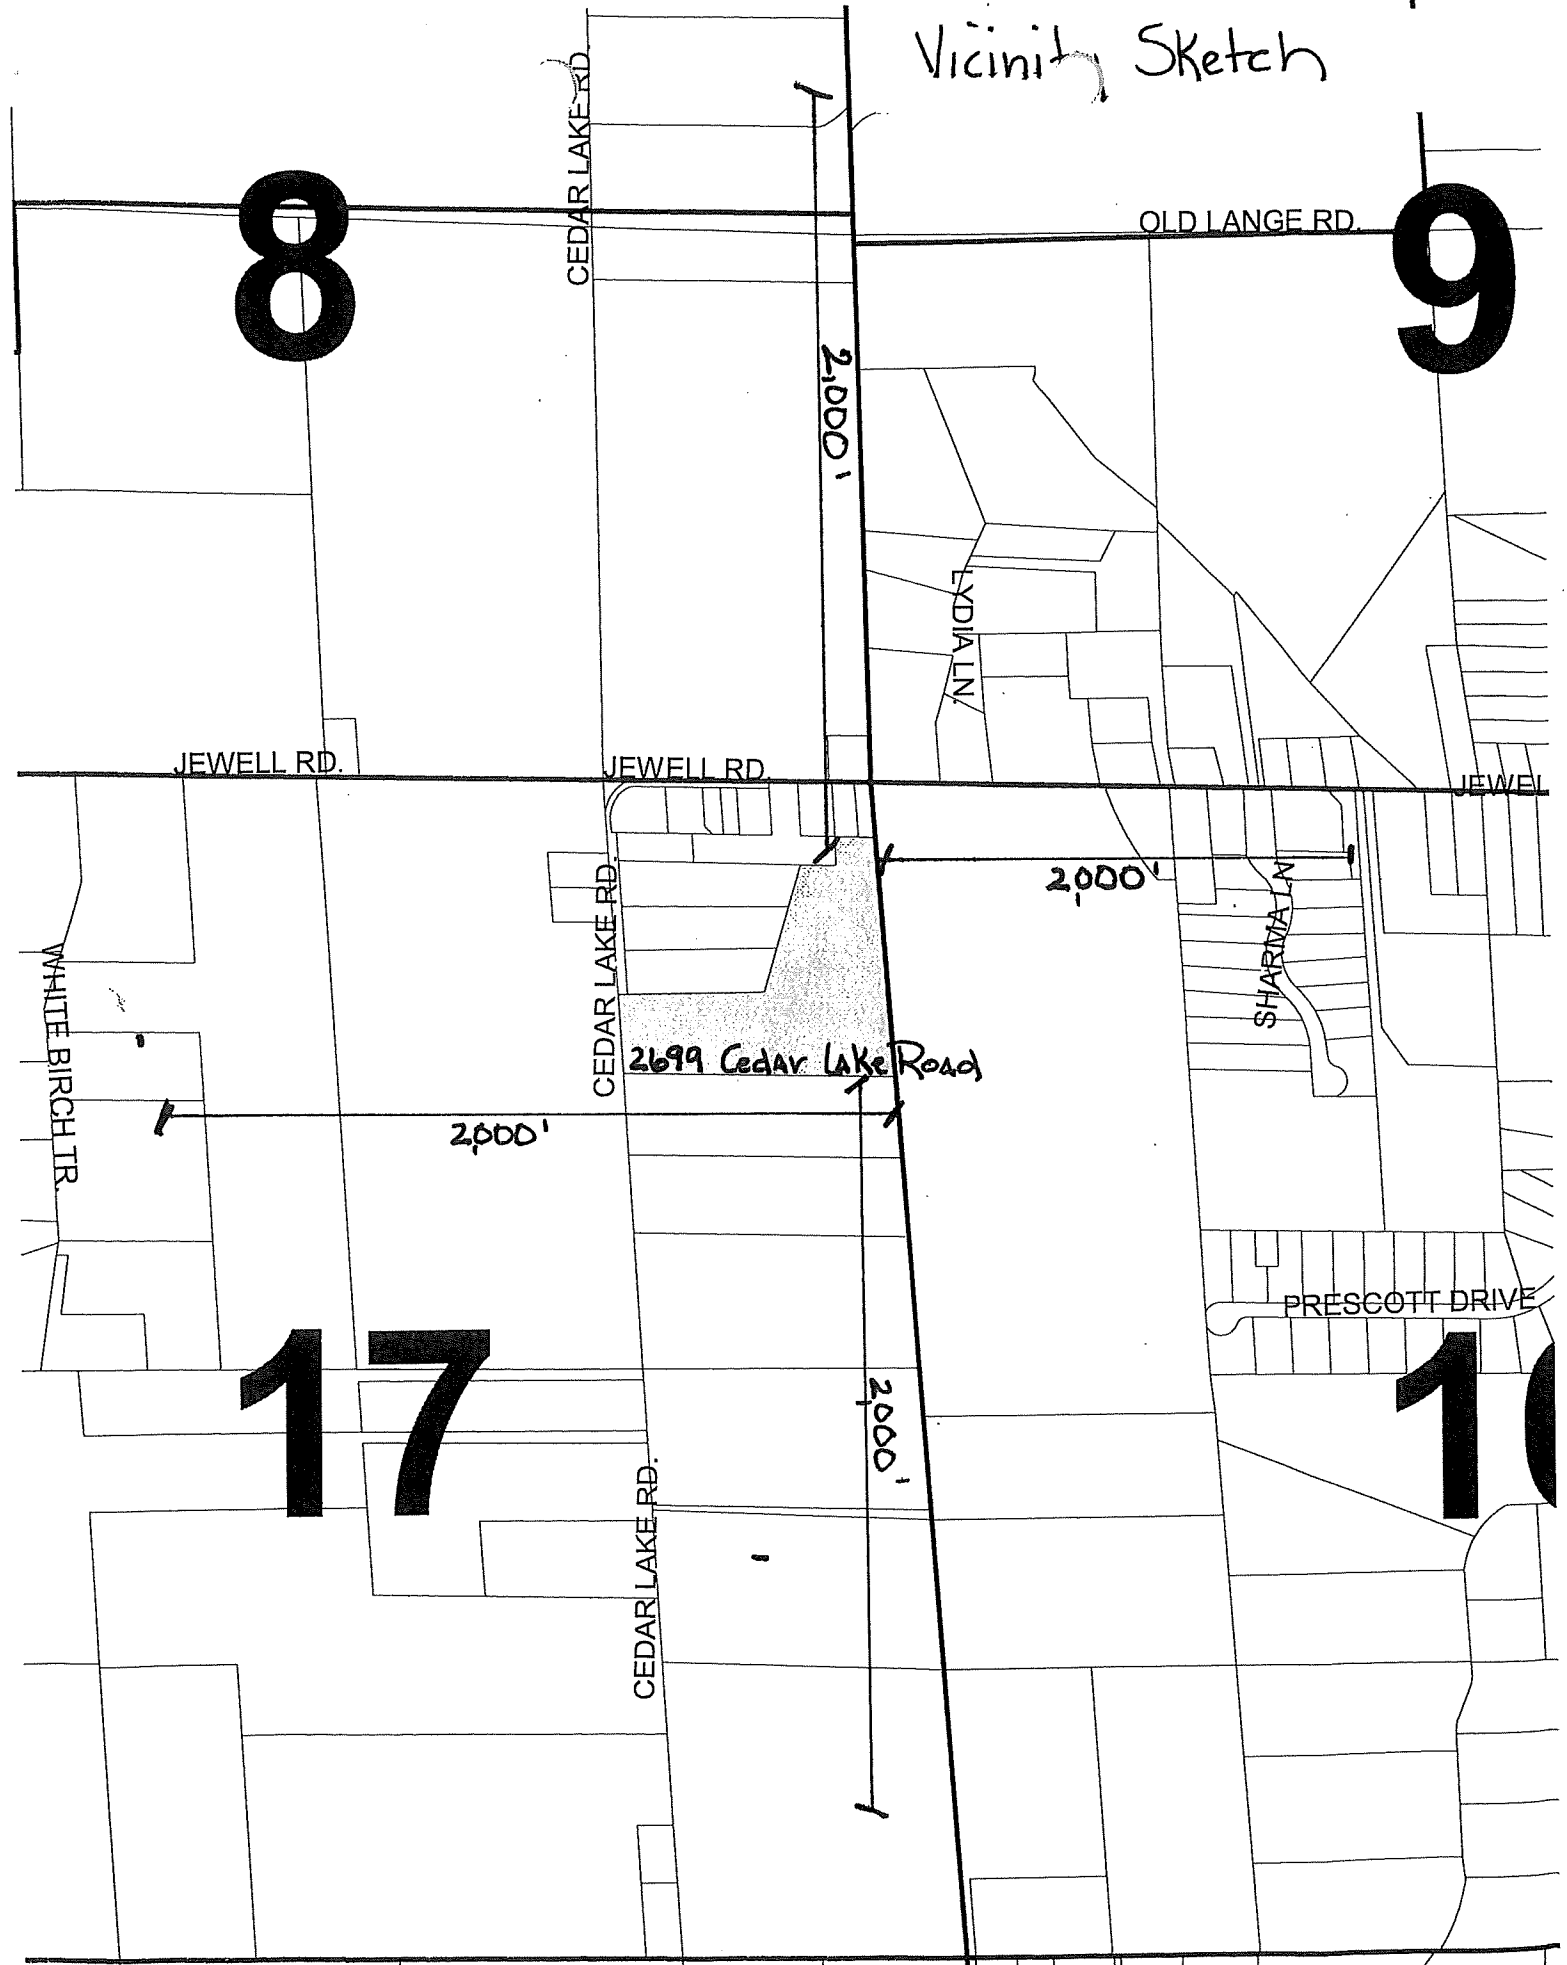 Vicinity Sketch
CEDAR LAKE RD.
8
OLD LANGE RD.
9
2,000'
LYDIA LN.
JEWELL RD.
JEWELL RD.
JEWEL
2,000'
CEDAR LAKE RD.
SHARMA LN
WHITE BIRCH TR.
2699 Cedar Lake Road
2,000'
PRESCOTT DRIVE
17
1
2,000'
CEDAR LAKE RD.